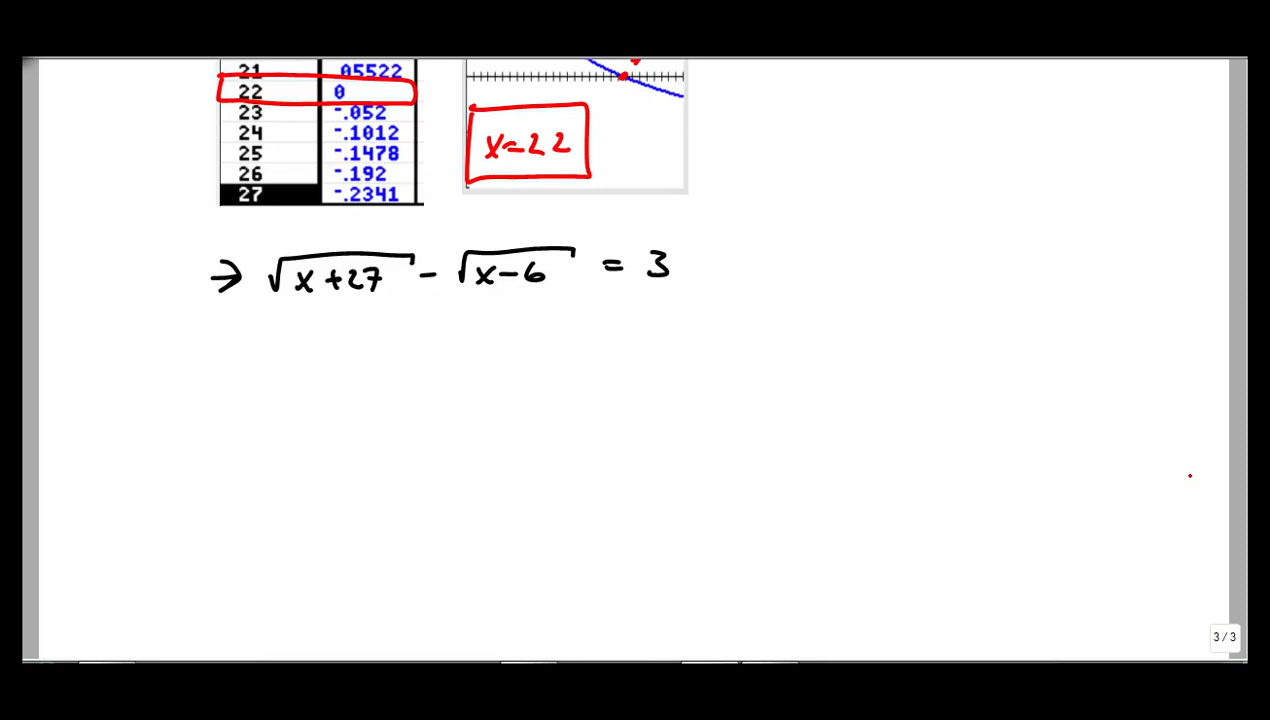 21 .05522
22 0
23 -.052
24 -.1012
25 -.1478
26 -.192
27 -.2341
x=22
→ √(x+27) - √(x-6) = 3
3 / 3